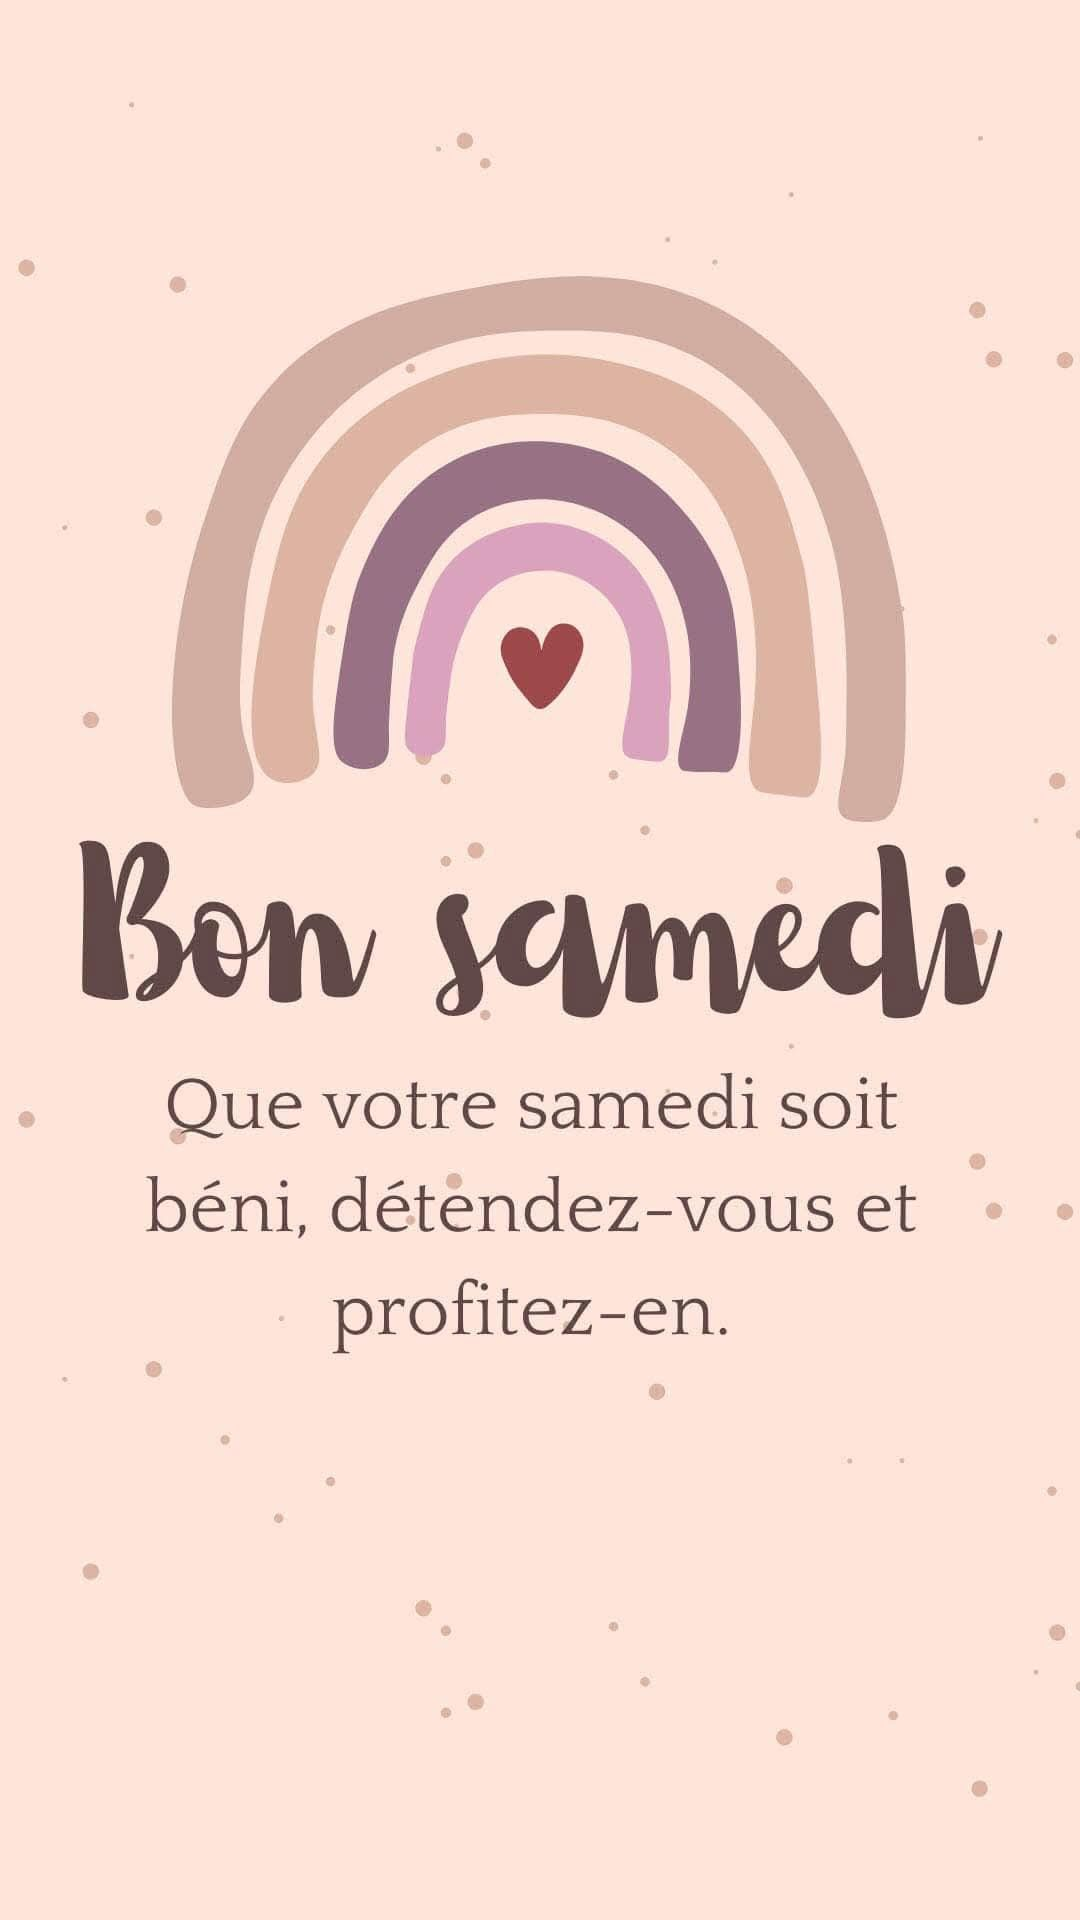 Bon samedi
Que votre samedi soit
béni, détendez-vous et
profitez-en.